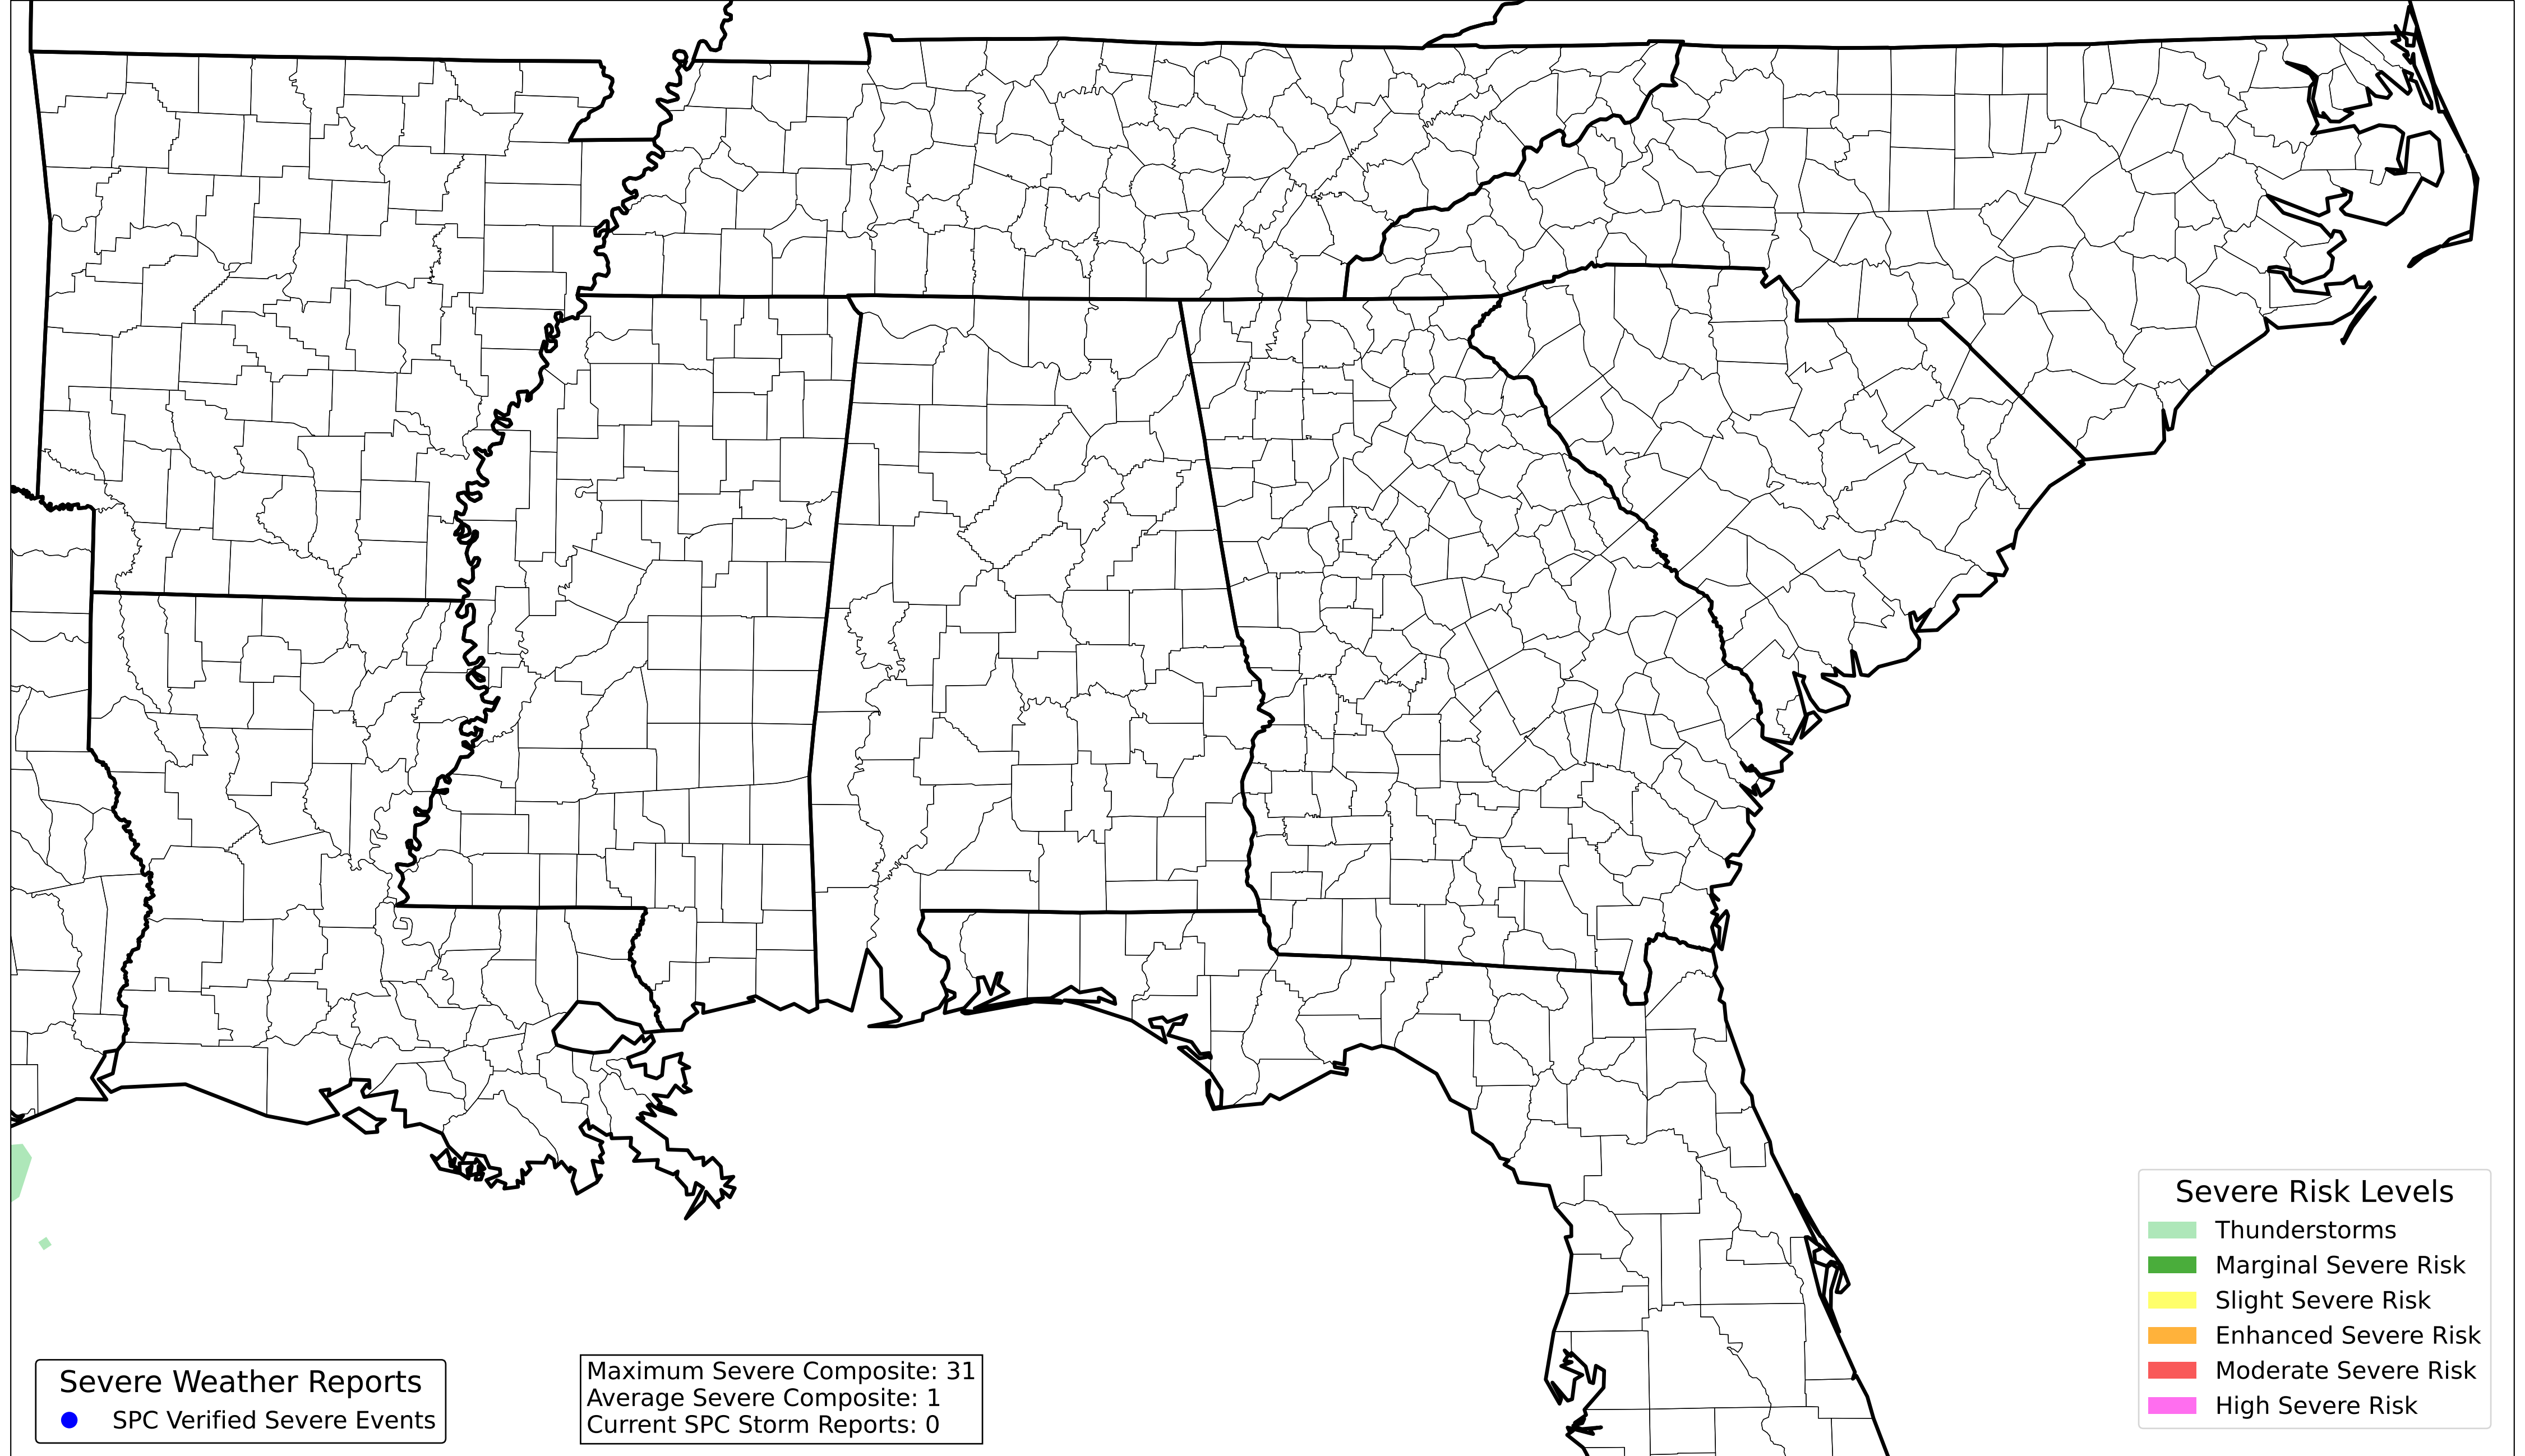 Severe Risk Levels
Thunderstorms
Marginal Severe Risk
Slight Severe Risk
Enhanced Severe Risk
Moderate Severe Risk
High Severe Risk
Severe Weather Reports
SPC Verified Severe Events
Maximum Severe Composite: 31
Average Severe Composite: 1
Current SPC Storm Reports: 0